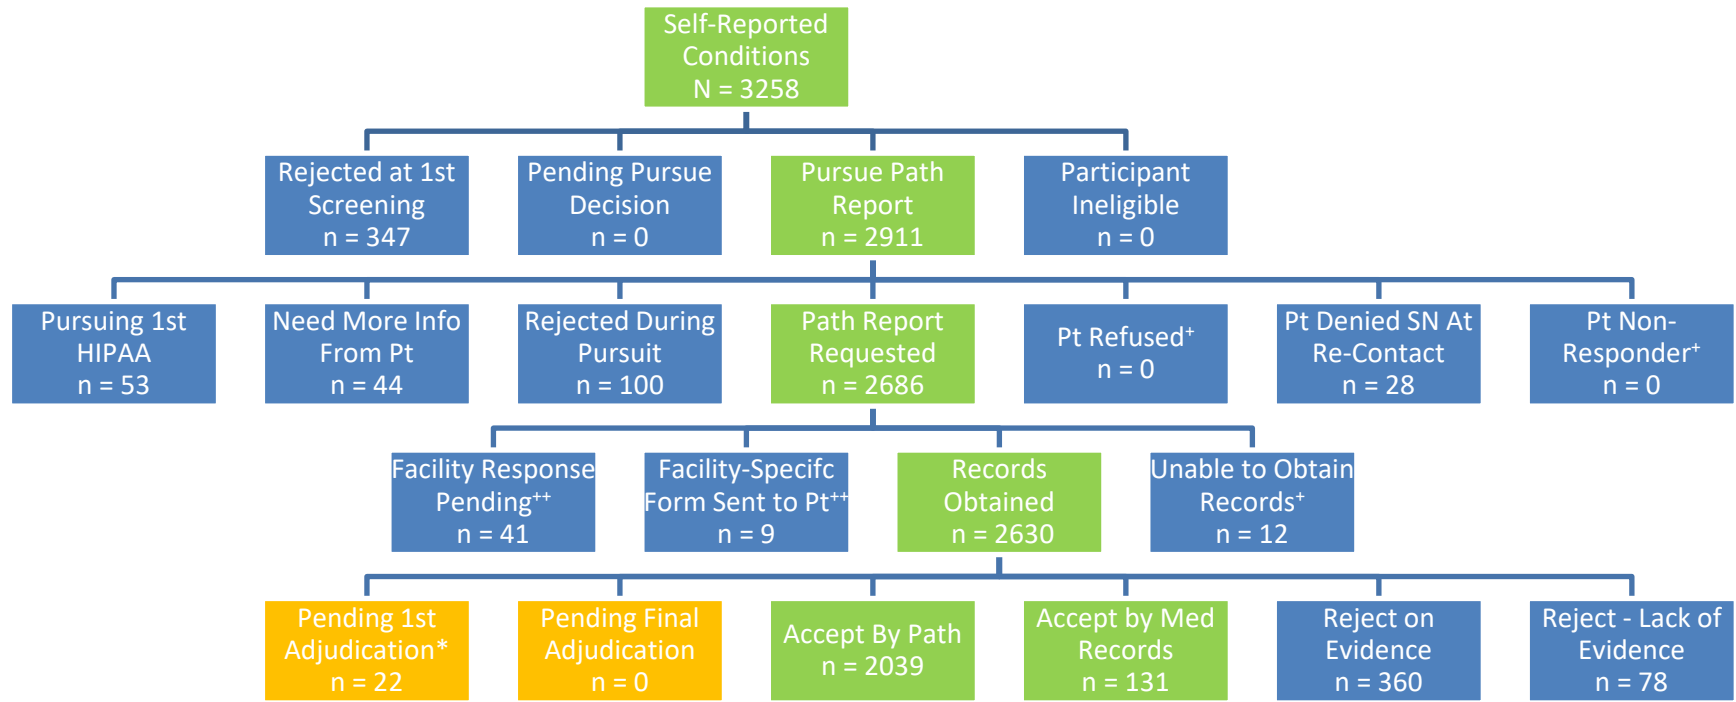 Self-Reported
Conditions
N = 3258
Rejected at 1st
Screening
n = 347
Pending Pursue
Decision
n = 0
Pursue Path
Report
n = 2911
Participant
Ineligible
n = 0
Pursuing 1st
HIPAA
n = 53
Need More Info
From Pt
n = 44
Rejected During
Pursuit
n = 100
Path Report
Requested
n = 2686
Pt Refused⁺
n = 0
Pt Denied SN At
Re-Contact
n = 28
Pt Non-
Responder⁺
n = 0
Facility Response
Pending⁺⁺
n = 41
Facility-Specifc
Form Sent to Pt⁺⁺
n = 9
Records
Obtained
n = 2630
Unable to Obtain
Records⁺
n = 12
Pending 1st
Adjudication*
n = 22
Pending Final
Adjudication
n = 0
Accept By Path
n = 2039
Accept by Med
Records
n = 131
Reject on
Evidence
n = 360
Reject - Lack of
Evidence
n = 78